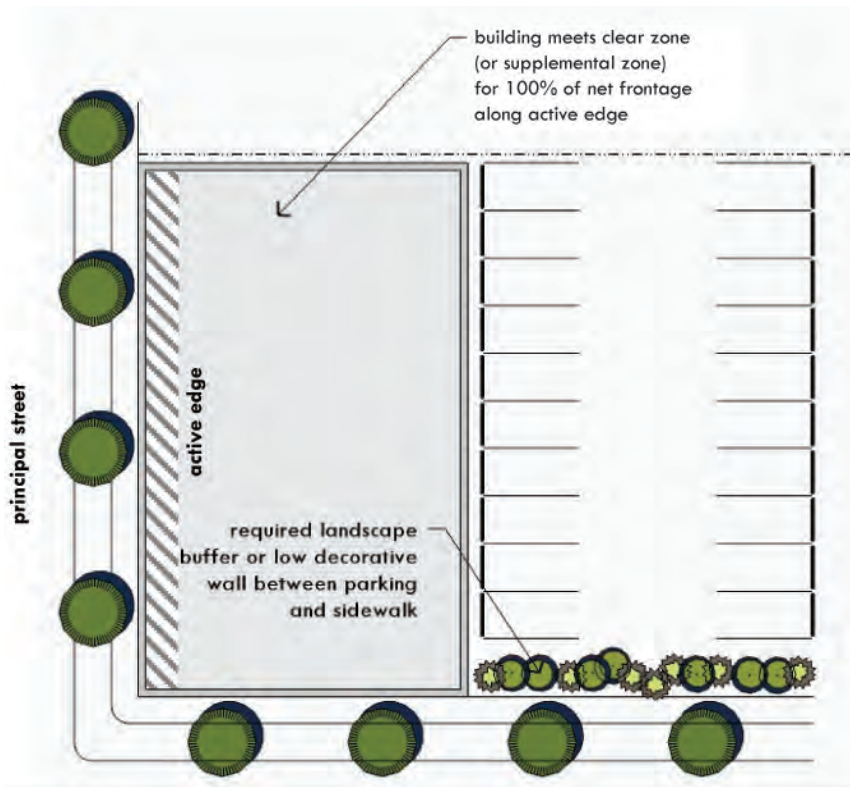 building meets clear zone
(or supplemental zone)
for 100% of net frontage
along active edge
principal street
active edge
required landscape
buffer or low decorative
wall between parking
and sidewalk